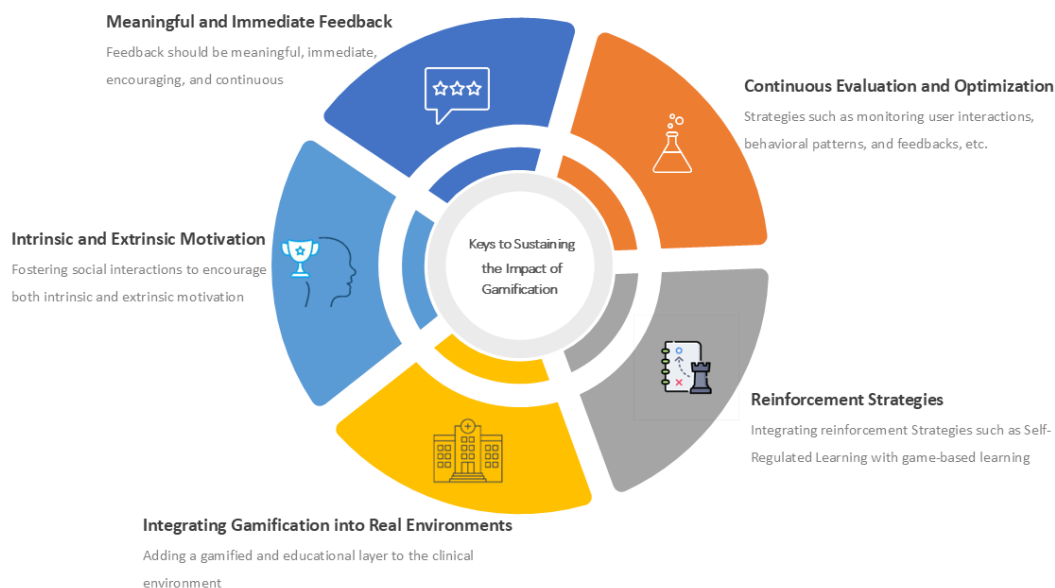 Meaningful and Immediate Feedback
Feedback should be meaningful, immediate,
encouraging, and continuous
Continuous Evaluation and Optimization
Strategies such as monitoring user interactions,
behavioral patterns, and feedbacks, etc.
Intrinsic and Extrinsic Motivation
Fostering social interactions to encourage
both intrinsic and extrinsic motivation
Keys to Sustaining
the Impact of
Gamification
Reinforcement Strategies
Integrating reinforcement Strategies such as Self-
Regulated Learning with game-based learning
Integrating Gamification into Real Environments
Adding a gamified and educational layer to the clinical
environment